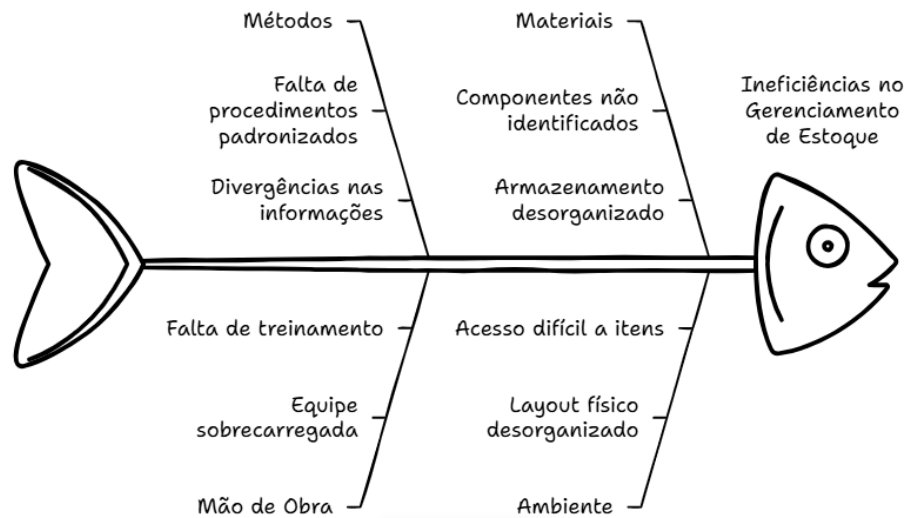 Métodos
Falta de
procedimentos
padronizados
Divergências nas
informações
Materiais
Componentes não
identificados
Armazenamento
desorganizado
Ineficiências no
Gerenciamento
de Estoque
Falta de treinamento
Equipe
sobrecarregada
Mão de Obra
Acesso difícil a itens
Layout físico
desorganizado
Ambiente